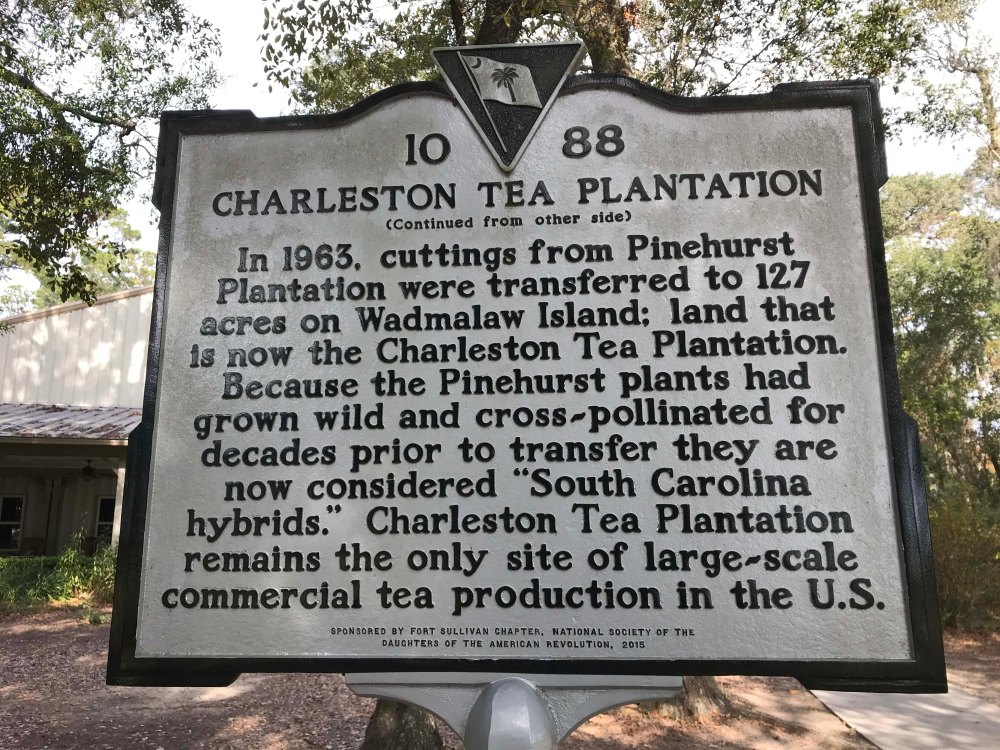 10 88
CHARLESTON TEA PLANTATION
(Continued from other side)
In 1963, cuttings from Pinehurst
Plantation were transferred to 127
acres on Wadmalaw Island; land that
is now the Charleston Tea Plantation.
Because the Pinehurst plants had
grown wild and cross-pollinated for
decades prior to transfer they are
now considered "South Carolina
hybrids." Charleston Tea Plantation
remains the only site of large-scale
commercial tea production in the U.S.
SPONSORED BY FORT SULLIVAN CHAPTER, NATIONAL SOCIETY OF THE
DAUGHTERS OF THE AMERICAN REVOLUTION, 2015